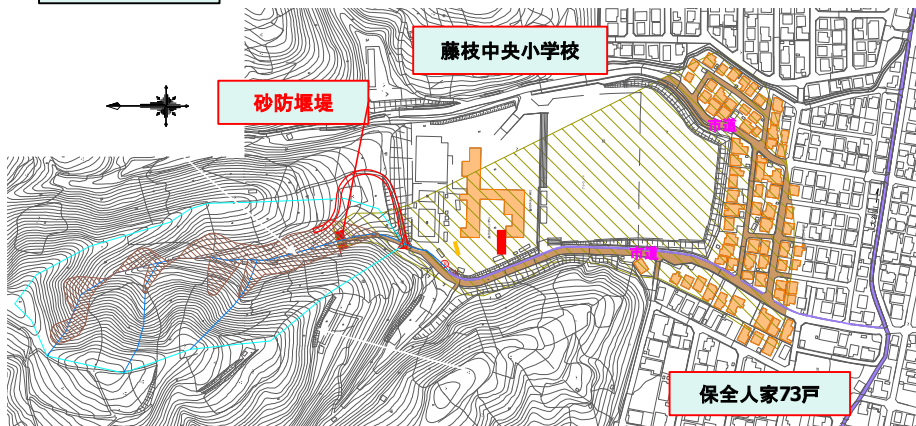 藤枝中央小学校
砂防堰堤
市道
市道
保全人家73戸